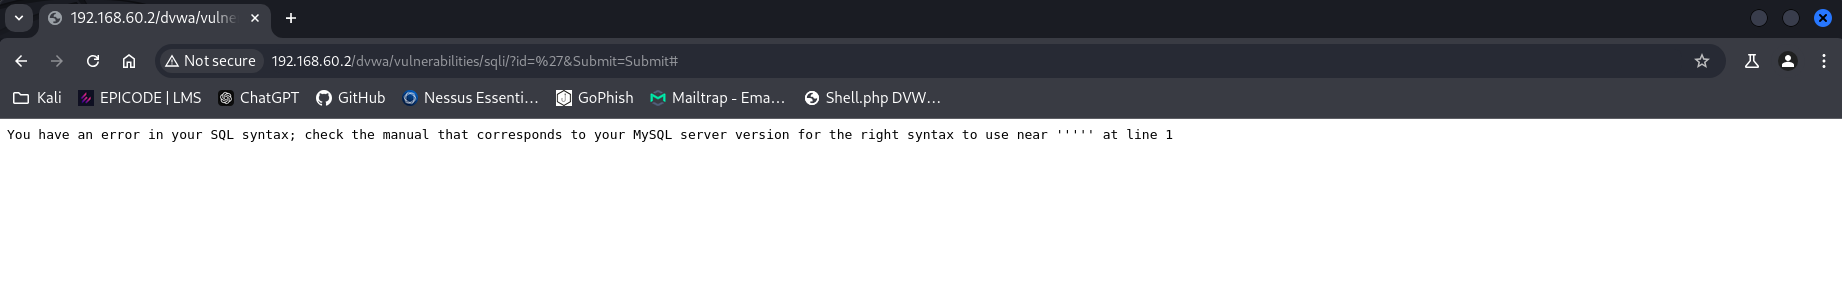 192.168.60.2/dvwa/vulne
Not secure 192.168.60.2/dvwa/vulnerabilities/sqli/?id=%27&Submit=Submit#
Kali EPICODE | LMS ChatGPT GitHub Nessus Essenti... GoPhish Mailtrap - Ema... Shell.php DVW...
You have an error in your SQL syntax; check the manual that corresponds to your MySQL server version for the right syntax to use near ''''' at line 1